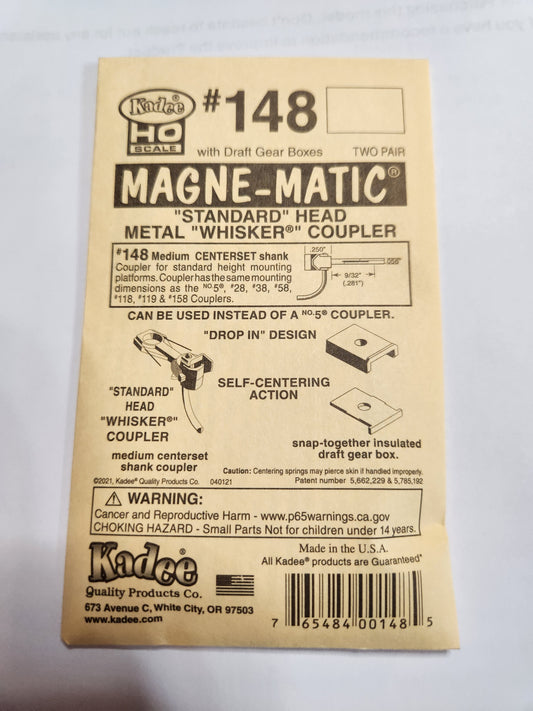 Kadee®
HO
SCALE
#148
with Draft Gear Boxes
TWO PAIR
MAGNE-MATIC®
"STANDARD" HEAD
METAL "WHISKER®" COUPLER
#148 Medium CENTERSET shank
Coupler for standard height mounting
platforms. Coupler has the same mounting
dimensions as the NO.5®, #28, #38, #58,
#118, #119 & #158 Couplers.
.250"
9/32"
(.281")
CAN BE USED INSTEAD OF A NO.5® COUPLER.
"DROP IN" DESIGN
"STANDARD"
HEAD
"WHISKER®"
COUPLER
SELF-CENTERING
ACTION
medium centerset
shank coupler
snap-together insulated
draft gear box.
Caution: Centering springs may pierce skin if handled improperly.
©2021, Kadee® Quality Products Co.
040121
Patent number 5,662,229 & 5,785,192
⚠ WARNING:
Cancer and Reproductive Harm - www.p65warnings.ca.gov
CHOKING HAZARD - Small Parts Not for children under 14 years.
Kadee®
Quality Products Co.
673 Avenue C, White City, OR 97503
www.kadee.com
Made in the U.S.A.
All Kadee® products are Guaranteed*
7 65484 00148 5